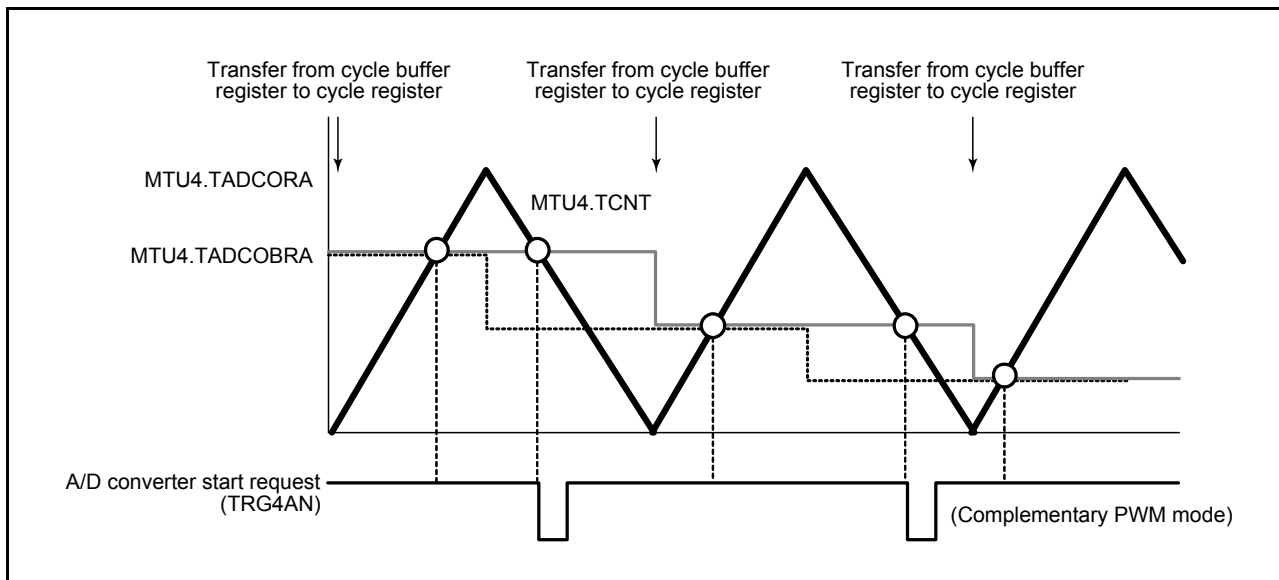 Transfer from cycle buffer
register to cycle register
Transfer from cycle buffer
register to cycle register
Transfer from cycle buffer
register to cycle register
MTU4.TADCORA
MTU4.TCNT
MTU4.TADCOBRA
A/D converter start request
(TRG4AN)
(Complementary PWM mode)